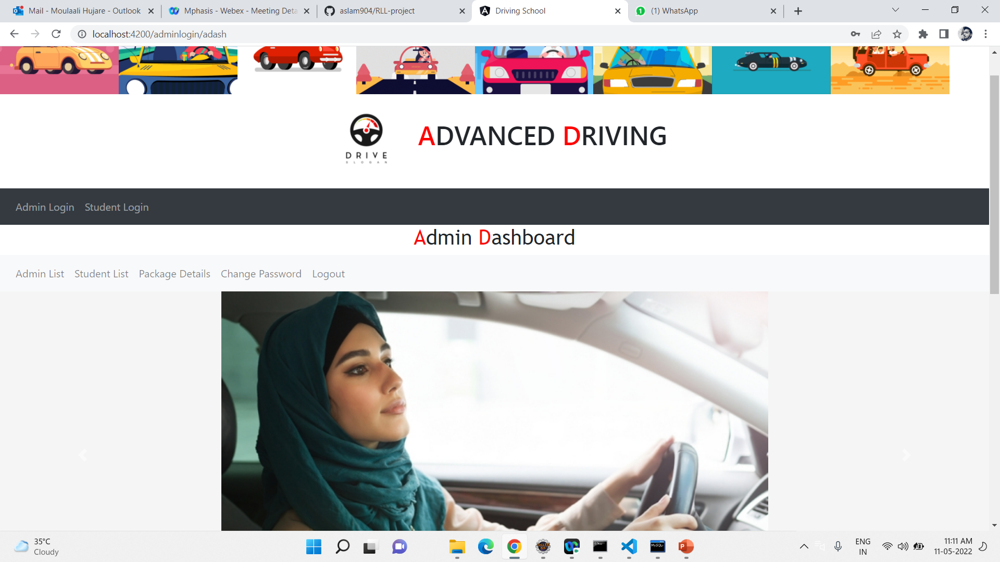 Mail - Moulaali Hujare - Outlook
Mphasis - Webex - Meeting Deta
aslam904/RLL-project
Driving School
(1) WhatsApp
localhost:4200/adminlogin/adash
DRIVE
SLOGAN
ADVANCED DRIVING
Admin Login Student Login
Admin Dashboard
Admin List Student List Package Details Change Password Logout
35°C
Cloudy
ENG
IN
11:11 AM
11-05-2022